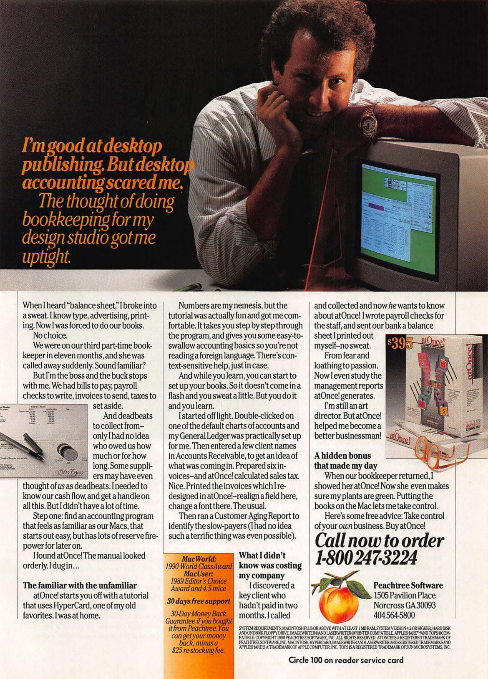 I'm good at desktop
publishing. But desktop
accounting scared me.
The thought of doing
bookkeeping for my
design studio got me
uptight.
When I heard "balance sheet," I broke into
a sweat. I know type, advertising, print-
ing. Now I was forced to do our books.
No choice.
We were on our third part-time book-
keeper in eleven months, and she was
called away suddenly. Sound familiar?
But I'm the boss and the buck stops
with me. We had bills to pay, payroll
checks to write, invoices to send, taxes to
set aside.
And deadbeats
to collect from–
only I had no idea
who owed us how
much or for how
long. Some suppli-
ers may have even
thought of us as deadbeats. I needed to
know our cash flow, and get a handle on
all this. But I didn't have a lot of time.
Step one: find an accounting program
that feels as familiar as our Macs, that
starts out easy, but has lots of reserve fire-
power for later on.
I found atOnce! The manual looked
orderly. I dug in...
The familiar with the unfamiliar
atOnce! starts you off with a tutorial
that uses HyperCard, one of my old
favorites. I was at home.
Numbers are my nemesis, but the
tutorial was actually fun and got me com-
fortable. It takes you step by step through
the program, and gives you some easy-to-
swallow accounting basics so you're not
reading a foreign language. There's con-
text-sensitive help, just in case.
And while you learn, you can start to
set up your books. So it doesn't come in a
flash and you sweat a little. But you do it
and you learn.
I started off light. Double-clicked on
one of the default charts of accounts and
my General Ledger was practically set up
for me. Then entered a few client names
in Accounts Receivable, to get an idea of
what was coming in. Prepared six in-
voices–and atOnce! calculated sales tax.
Nice. Printed the invoices which I re-
designed in atOnce!–realign a field here,
change a font there. The usual.
Then ran a Customer Aging Report to
identify the slow-payers (I had no idea
such a terrific thing was even possible).
MacWorld:
1990 World Class Award
MacUser:
1989 Editor's Choice
Award and 4.5 mice
30 days free support
30-Day Money Back
Guarantee if you bought
it from Peachtree. You
can get your money
back, minus a
$25 re-stocking fee.
What I didn't
know was costing
my company
I discovered a
key client who
hadn't paid in two
months. I called
and collected and now he wants to know
about atOnce! I wrote payroll checks for
the staff, and sent our bank a balance
sheet I printed out
myself–no sweat.
From fear and
loathing to passion.
Now I even study the
management reports
atOnce! generates.
I'm still an art
director. But atOnce!
helped me become a
better businessman!
$395
atOnce!
A hidden bonus
that made my day
When our bookkeeper returned, I
showed her atOnce! Now she even makes
sure my plants are green. Putting the
books on the Mac lets me take control.
Here's some free advice: Take control
of your own business. Buy atOnce!
Call now to order
1-800-247-3224
Peachtree Software
1505 Pavilion Place
Norcross GA 30093
404-564-5800
Circle 100 on reader service card